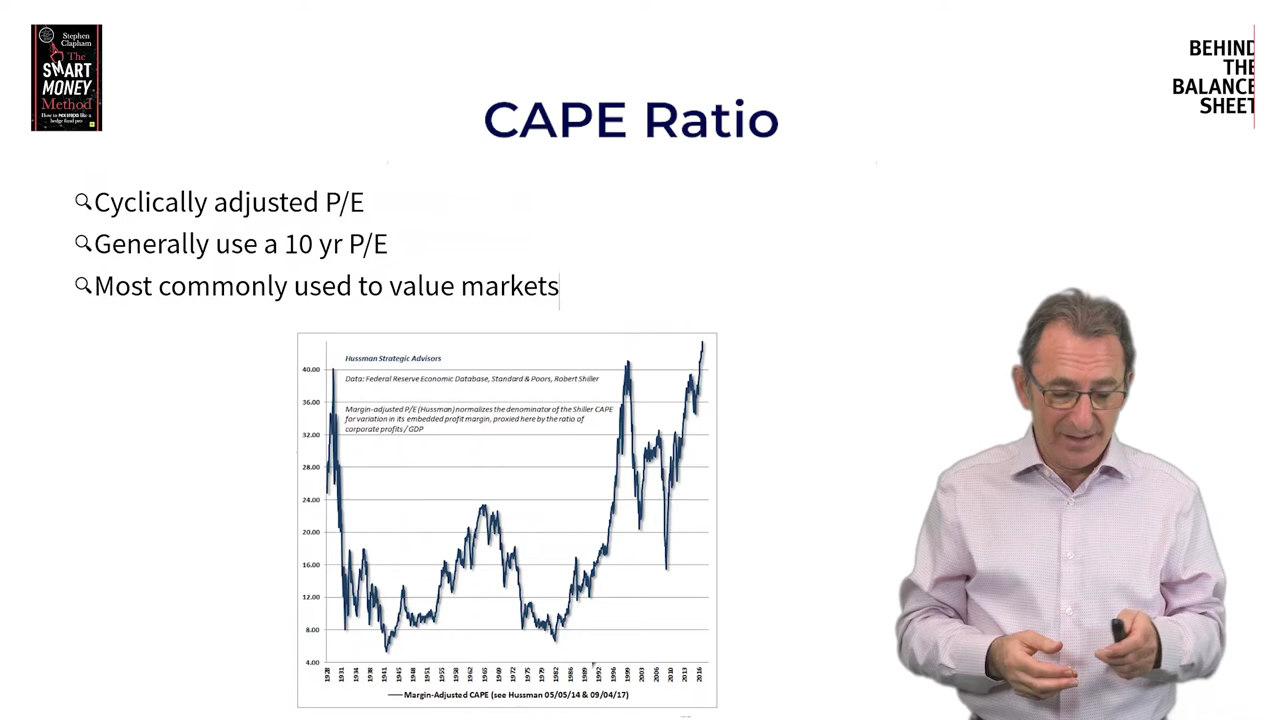 Stephen
Clapham
The
SMART
MONEY
Method
How to
like a
hedge fund pro
BEHIND
THE
BALANCE
SHEET
CAPE Ratio
Cyclically adjusted P/E
Generally use a 10 yr P/E
Most commonly used to value markets
Hussman Strategic Advisors
Data: Federal Reserve Economic Database, Standard & Poors, Robert Shiller
Margin-adjusted P/E (Hussman) normalizes the denominator of the Shiller CAPE
for variation in its embedded profit margin, proxied here by the ratio of
corporate profits / GDP
40.00
36.00
32.00
28.00
24.00
20.00
16.00
12.00
8.00
4.00
1928 1931 1934 1938 1941 1945 1948 1951 1955 1958 1962 1965 1969 1972 1975 1979 1982 1986 1989 1992 1996 1999 2003 2006 2010 2013 2016
Margin-Adjusted CAPE (see Hussman 05/05/14 & 09/04/17)